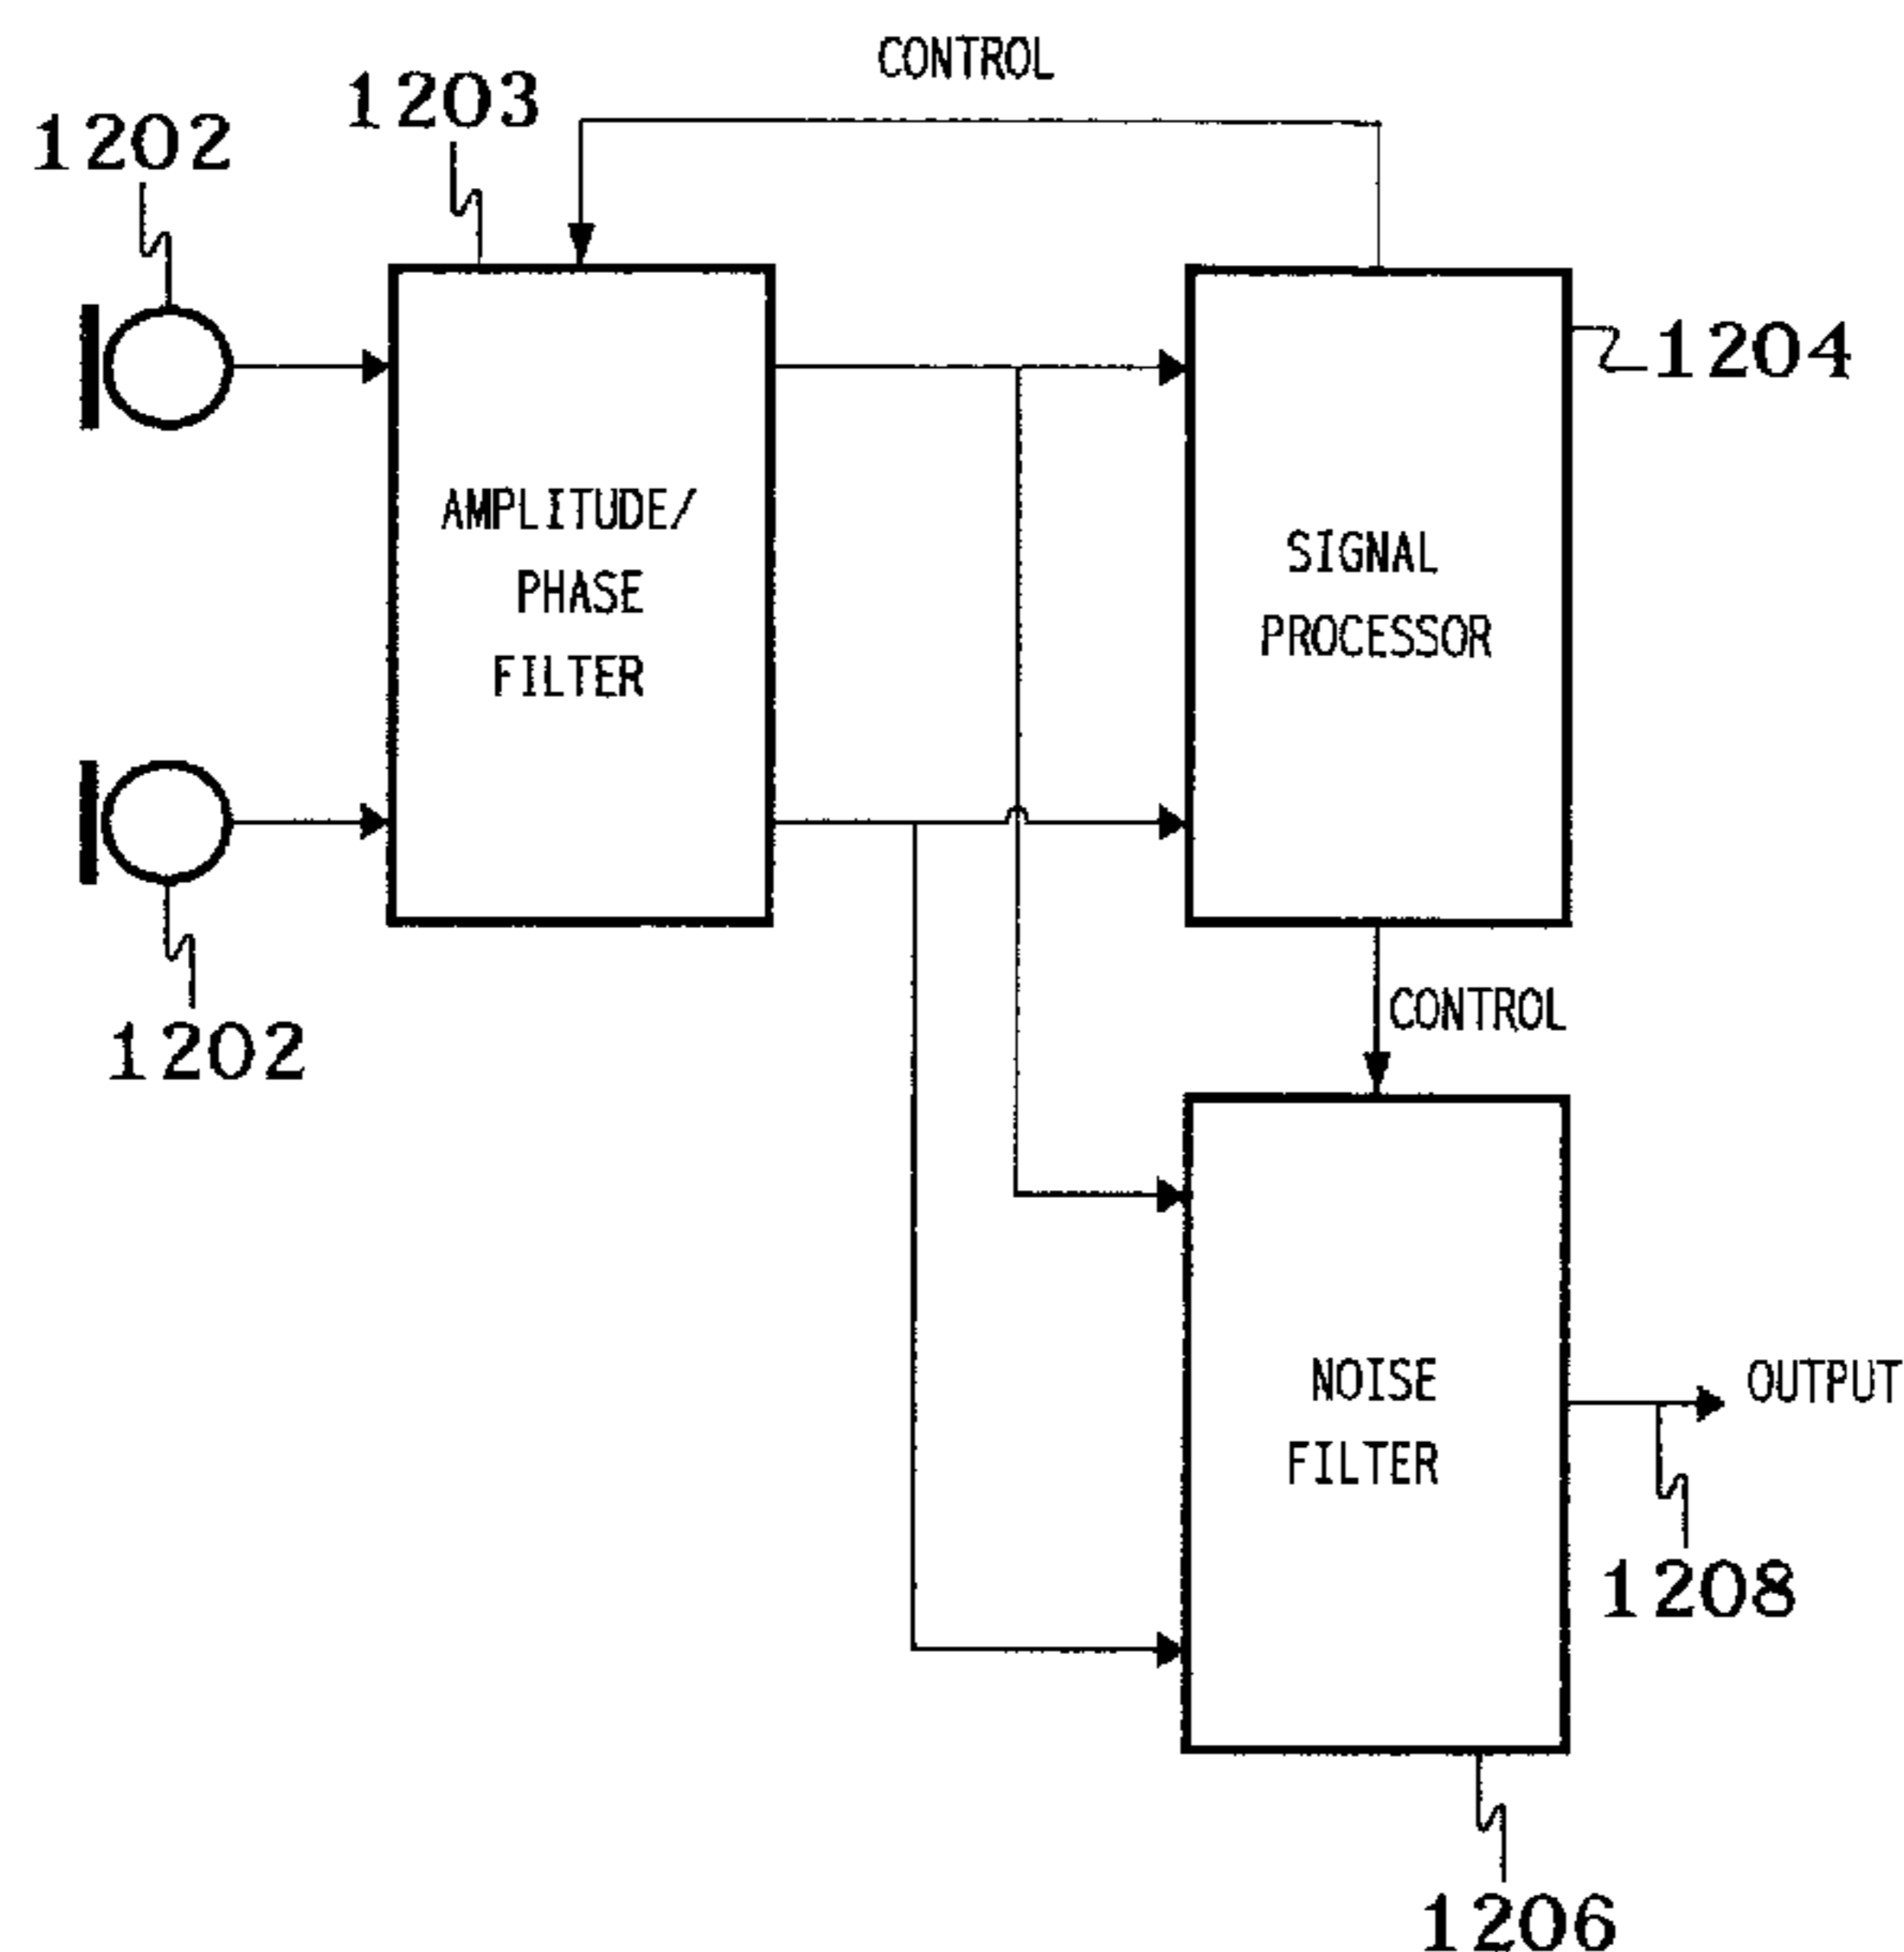 CONTROL
1203
1202
1204
AMPLITUDE/
PHASE
FILTER
SIGNAL
PROCESSOR
1202
CONTROL
NOISE
FILTER
OUTPUT
1208
1206